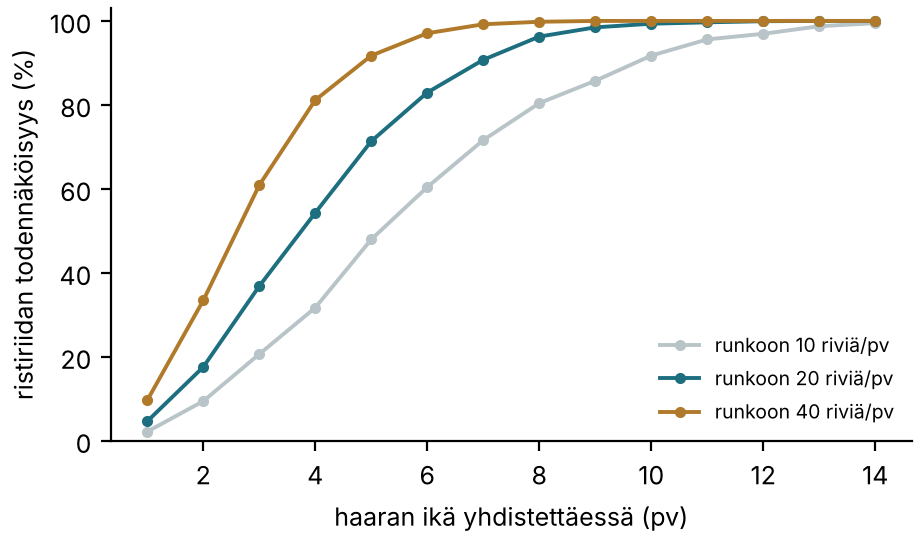 ristiriidan todennäköisyys (%)
100
80
60
40
20
0
runkoon 10 riviä/pv
runkoon 20 riviä/pv
runkoon 40 riviä/pv
2 4 6 8 10 12 14
haaran ikä yhdistettäessä (pv)